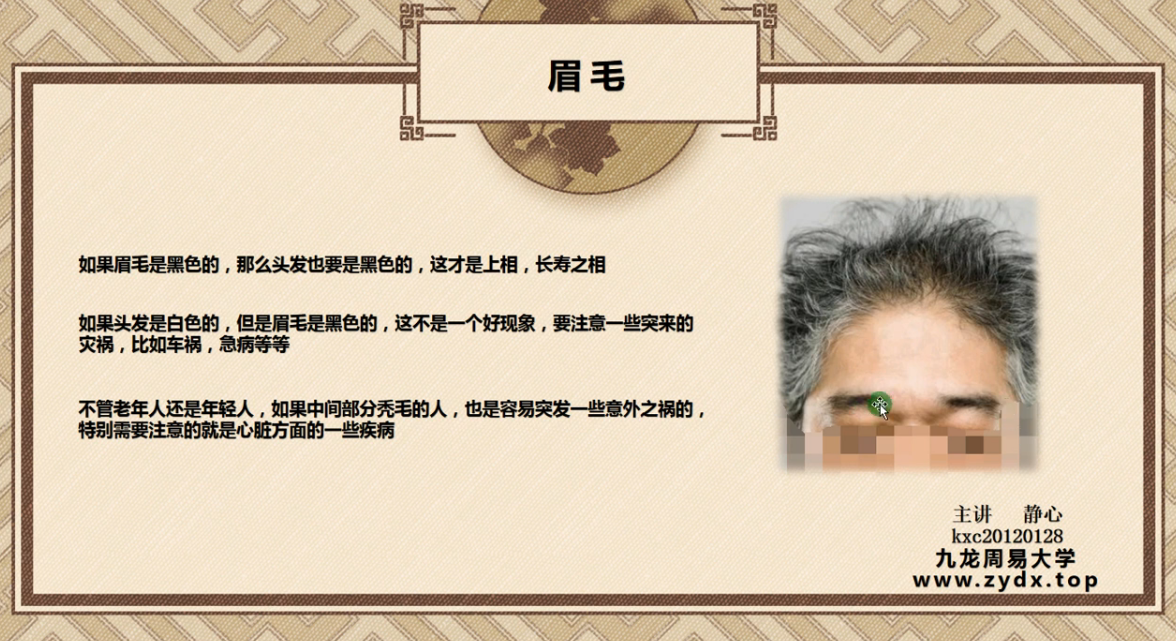 眉毛
如果眉毛是黑色的，那么头发也要是黑色的，这才是上相，长寿之相
如果头发是白色的，但是眉毛是黑色的，这不是一个好现象，要注意一些突来的
灾祸，比如车祸，急病等等
不管老年人还是年轻人，如果中间部分秃毛的人，也是容易突发一些意外之祸的，
特别需要注意的就是心脏方面的一些疾病
主讲 静心
kxc20120128
九龙周易大学
www.zydx.top